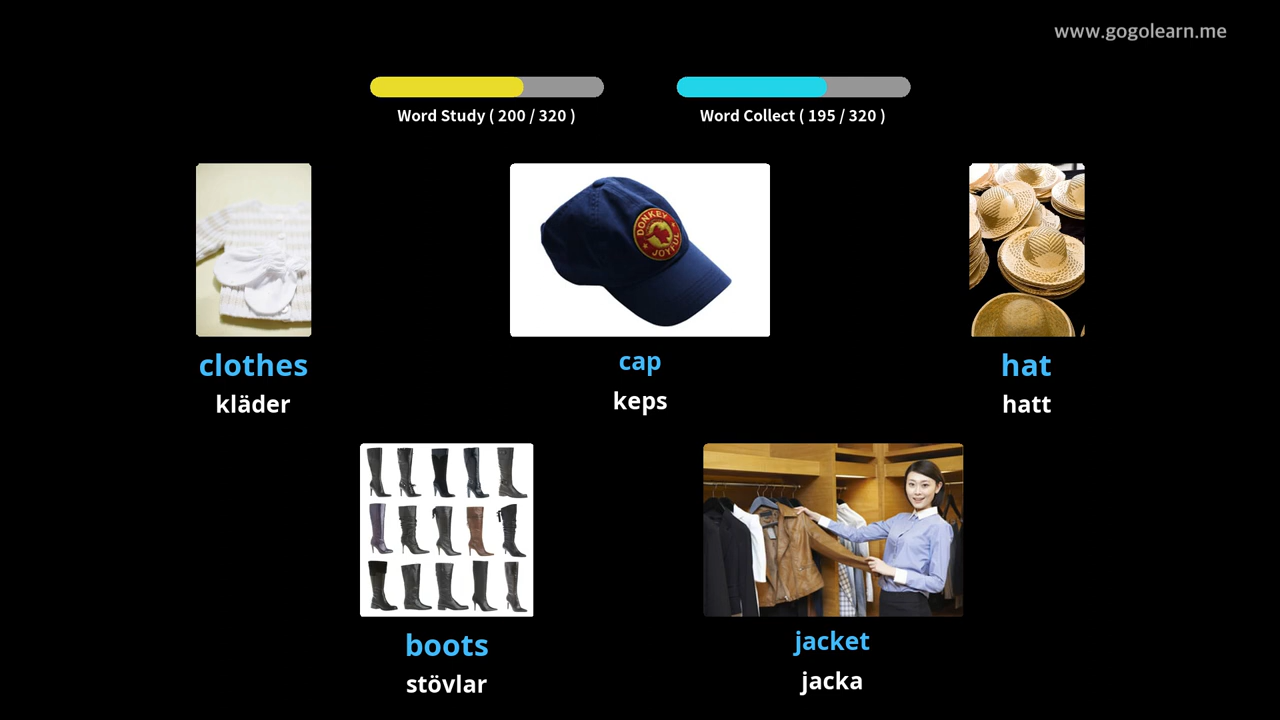 www.gogolearn.me
Word Study ( 200 / 320 )
Word Collect ( 195 / 320 )
DONKEY
JOYFUL
clothes
kläder
cap
keps
hat
hatt
boots
stövlar
jacket
jacka